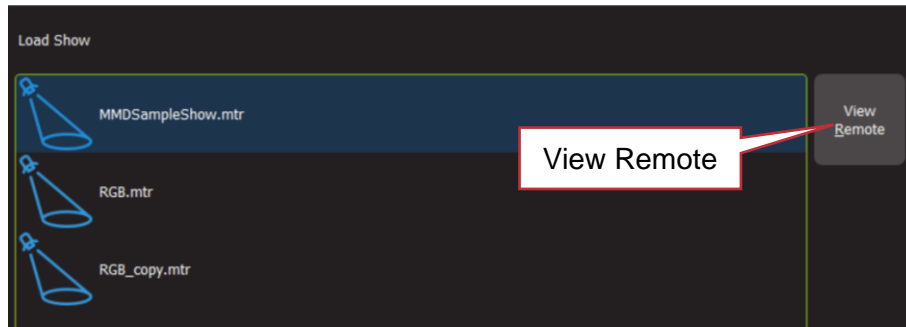 Load Show
MMDSampleShow.mtr
View
Remote
View Remote
RGB.mtr
RGB_copy.mtr